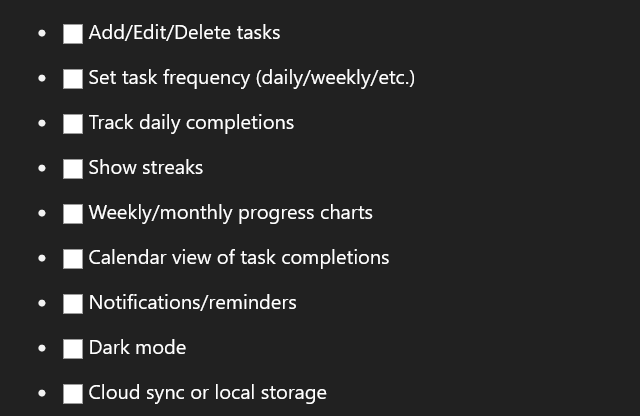 Add/Edit/Delete tasks
Set task frequency (daily/weekly/etc.)
Track daily completions
Show streaks
Weekly/monthly progress charts
Calendar view of task completions
Notifications/reminders
Dark mode
Cloud sync or local storage